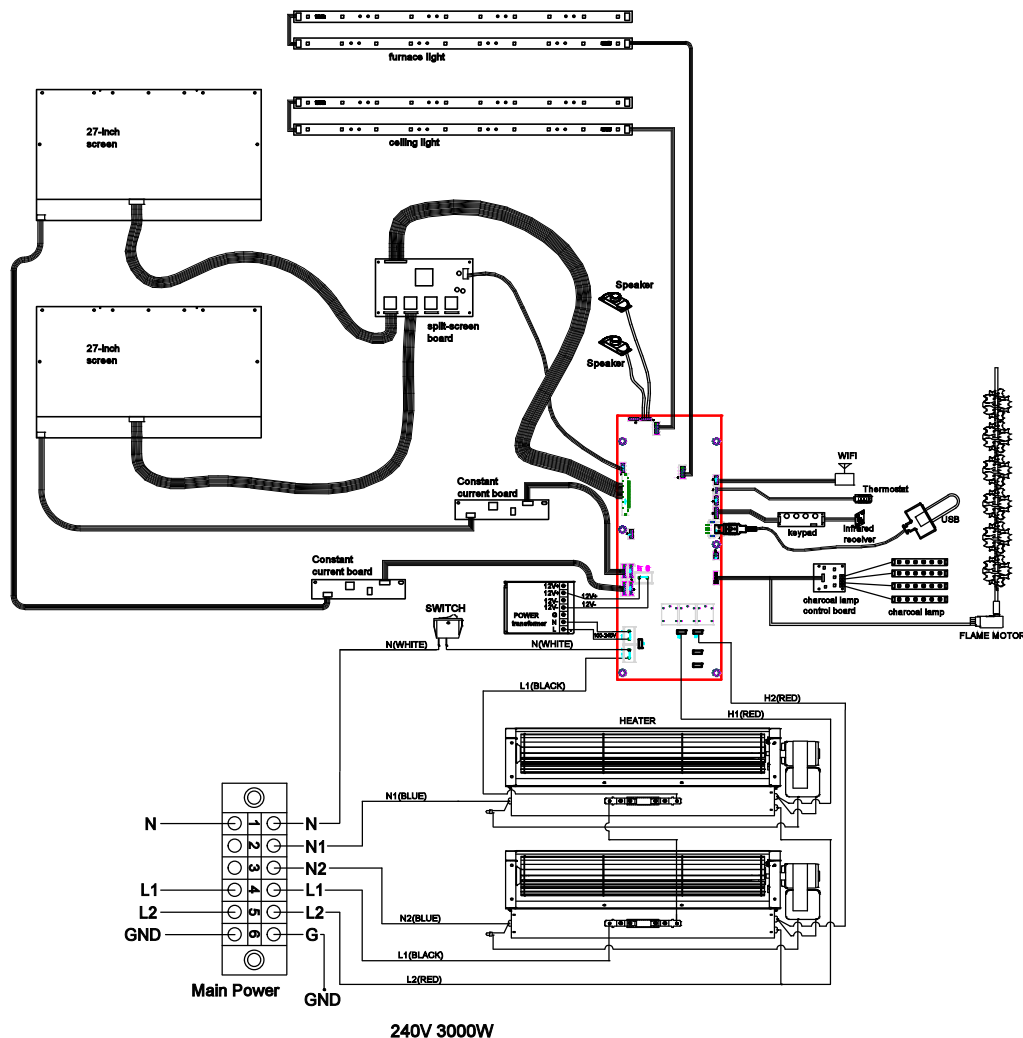 furnace light
ceiling light
27-inch
screen
27-inch
screen
split-screen
board
Speaker
Speaker
WIFI
Thermostat
keypad
infrared
receiver
USB
charcoal lamp
control board
charcoal lamp
FLAME MOTOR
Constant
current board
Constant
current board
POWER
transformer
12V+
12V+
12V-
12V-
G
N
L
12V+
12V-
100-240V
SWITCH
N(WHITE)
N(WHITE)
L1(BLACK)
H2(RED)
H1(RED)
HEATER
N1(BLUE)
N2(BLUE)
L1(BLACK)
L2(RED)
N 1 N
2 N1
3 N2
L1 4 L1
L2 5 L2
GND 6 G
Main Power
GND
240V 3000W